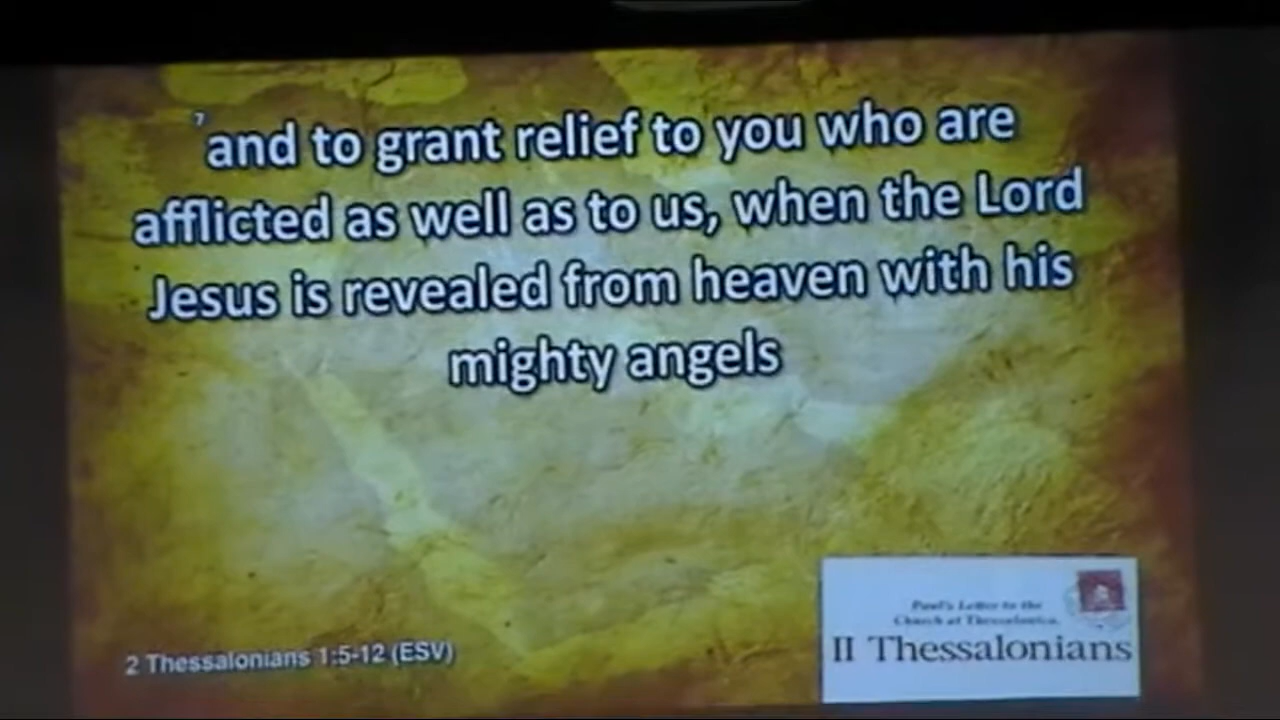 7 and to grant relief to you who are
afflicted as well as to us, when the Lord
Jesus is revealed from heaven with his
mighty angels
2 Thessalonians 1:5-12 (ESV)
Paul's Letter to the
Church at Thessalonica.
II Thessalonians